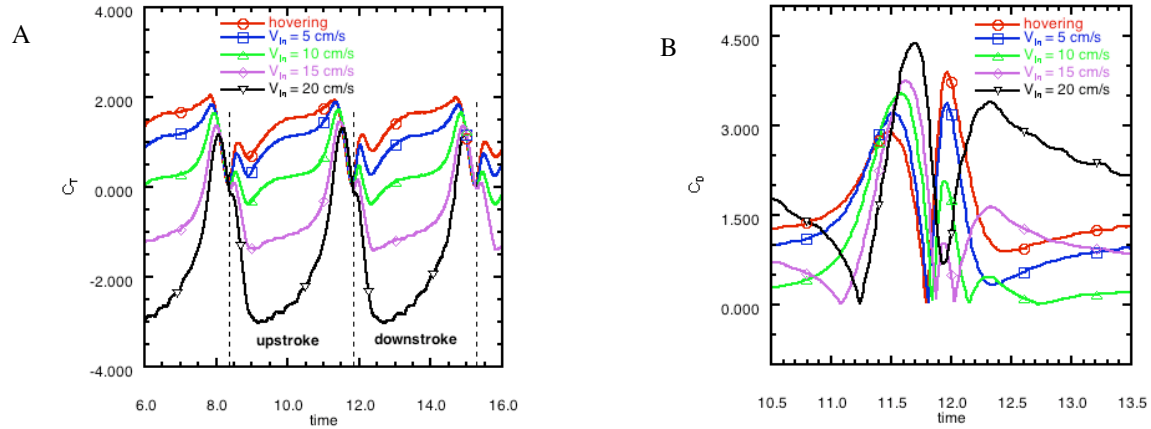 A
hovering
V_In = 5 cm/s
V_In = 10 cm/s
V_In = 15 cm/s
V_In = 20 cm/s
4.000
2.000
0.000
-2.000
-4.000
C_T
upstroke
downstroke
6.0 8.0 10.0 12.0 14.0 16.0
time
B
hovering
V_In = 5 cm/s
V_In = 10 cm/s
V_In = 15 cm/s
V_In = 20 cm/s
4.500
3.000
1.500
0.000
C_D
10.5 11.0 11.5 12.0 12.5 13.0 13.5
time